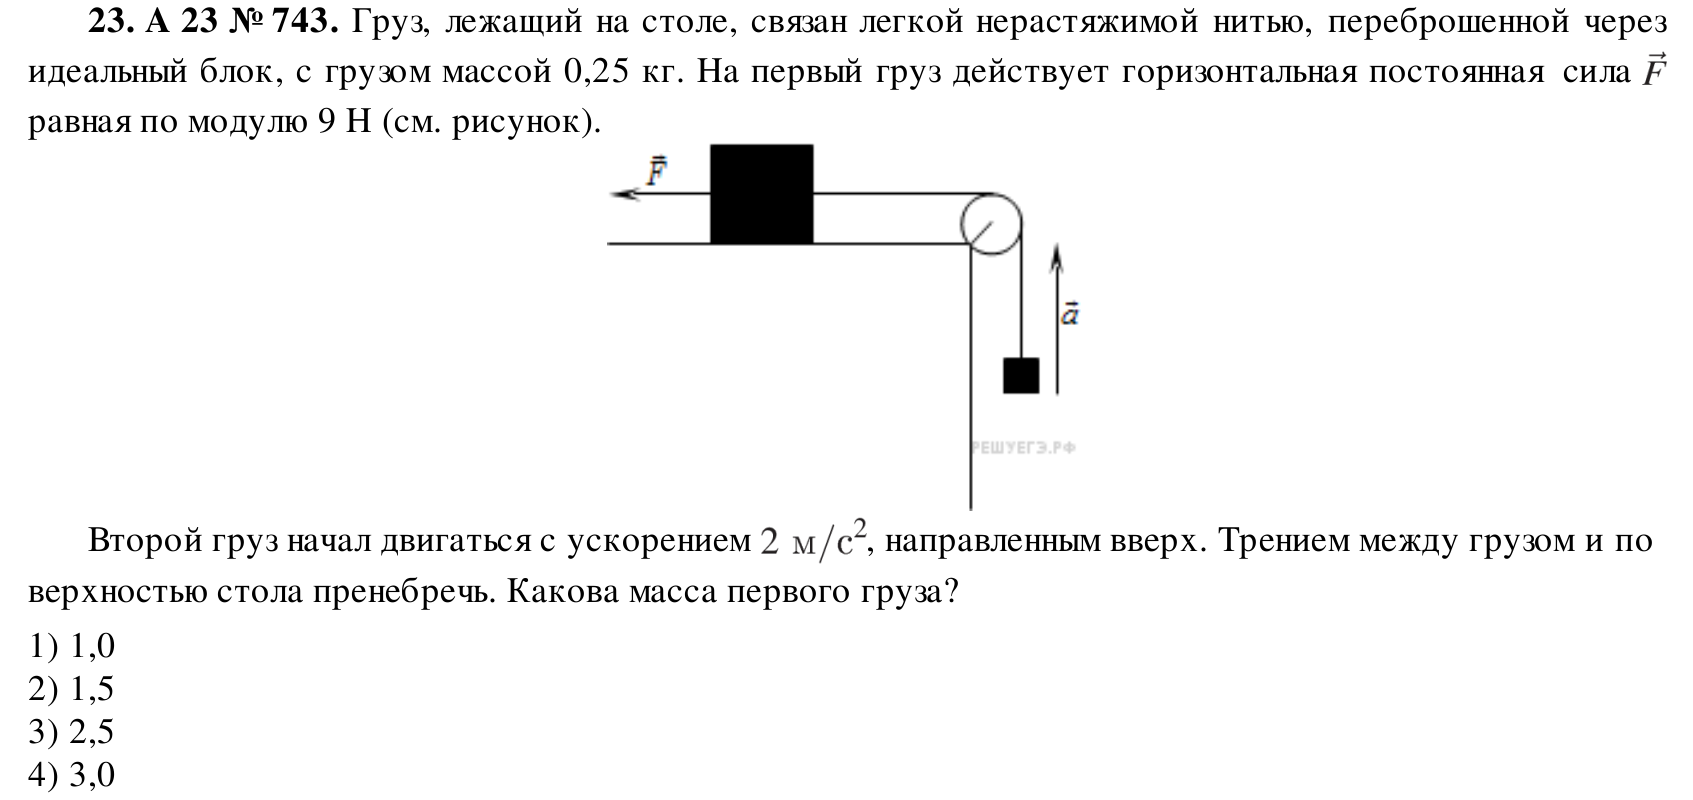 23. А 23 № 743. Груз, лежащий на столе, связан легкой нерастяжимой нитью, переброшенной через
идеальный блок, с грузом массой 0,25 кг. На первый груз действует горизонтальная постоянная сила F⃗
равная по модулю 9 Н (см. рисунок).
F⃗
a⃗
РЕШУЕГЭ.РФ
Второй груз начал двигаться с ускорением 2 м/с², направленным вверх. Трением между грузом и по
верхностью стола пренебречь. Какова масса первого груза?
1) 1,0
2) 1,5
3) 2,5
4) 3,0